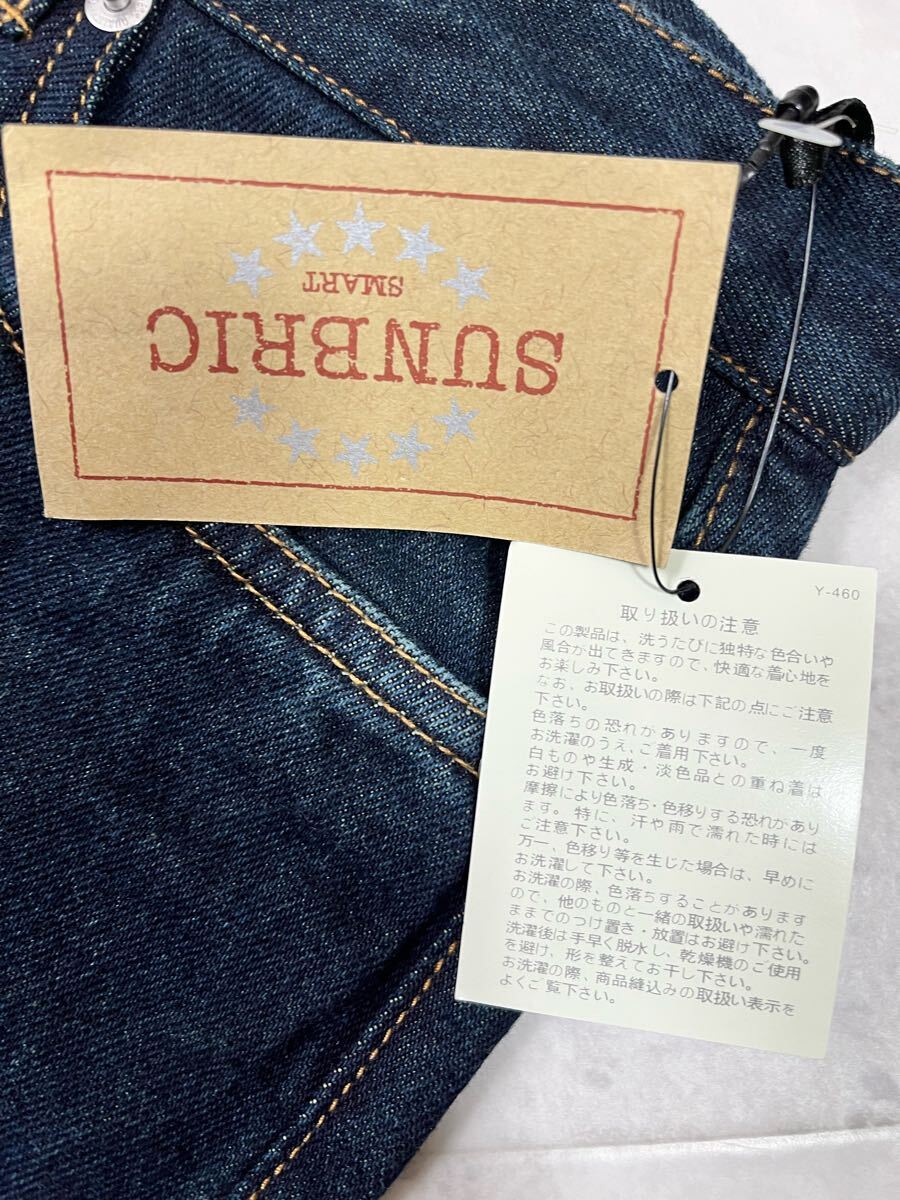 SMART
SUNBRIC
Y-460
取り扱いの注意
この製品は、洗うたびに独特な色合いや
風合が出てきますので、快適な着心地を
お楽しみ下さい。
なお、お取扱いの際は下記の点にご注意
下さい。
色落ちの恐れがありますので、一度
お洗濯のうえ、ご着用下さい。
白ものや生成・淡色品との重ね着は
お避け下さい。
摩擦により色落ち・色移りする恐れがあり
ます。特に、汗や雨で濡れた時には
ご注意下さい。
万一、色移り等を生じた場合は、早めに
お洗濯して下さい。
お洗濯の際、色落ちすることがあります
ので、他のものと一緒の取扱いや濡れた
ままでのつけ置き・放置はお避け下さい。
洗濯後は手早く脱水し、乾燥機のご使用
を避け、形を整えてお干し下さい。
お洗濯の際、商品縫込みの取扱い表示を
よくご覧下さい。